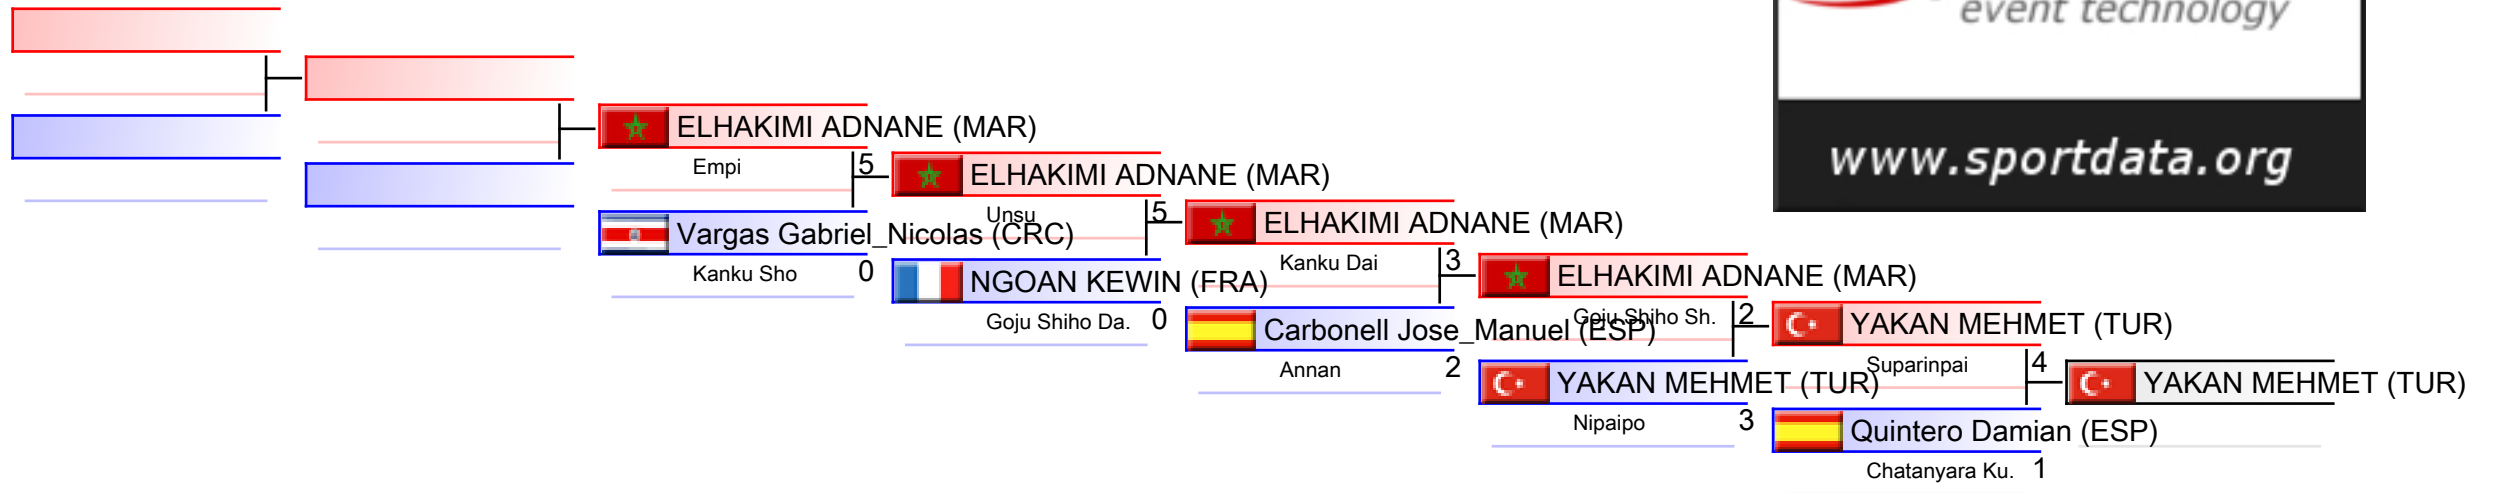 event technology
www.sportdata.org
ELHAKIMI ADNANE (MAR)
Empi
5
Vargas Gabriel_Nicolas (CRC)
Kanku Sho
0
ELHAKIMI ADNANE (MAR)
Unsu
5
NGOAN KEWIN (FRA)
Goju Shiho Da.
0
ELHAKIMI ADNANE (MAR)
Kanku Dai
3
Carbonell Jose_Manuel (ESP)
Annan
2
ELHAKIMI ADNANE (MAR)
Goju Shiho Sh.
2
YAKAN MEHMET (TUR)
Nipaipo
3
YAKAN MEHMET (TUR)
Suparinpai
4
Quintero Damian (ESP)
Chatanyara Ku.
1
YAKAN MEHMET (TUR)